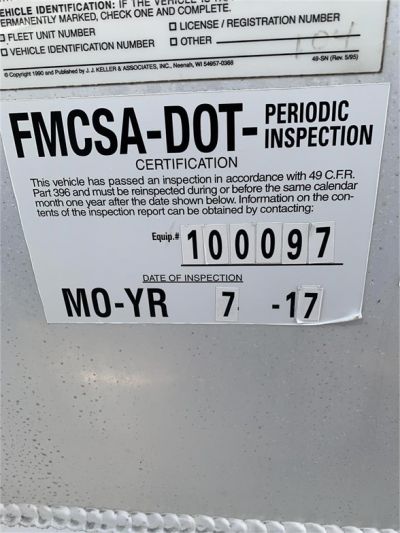 VEHICLE IDENTIFICATION: IF THE VEHICLE IS NOT
PERMANENTLY MARKED, CHECK ONE AND COMPLETE.
□ FLEET UNIT NUMBER □ LICENSE / REGISTRATION NUMBER
□ VEHICLE IDENTIFICATION NUMBER □ OTHER
© Copyright 1990 and Published by J. J. KELLER & ASSOCIATES, INC., Neenah, WI 54957-0368 49-SN (Rev. 5/95)
FMCSA-DOT- PERIODIC
INSPECTION
CERTIFICATION
This vehicle has passed an inspection in accordance with 49 C.F.R.
Part 396 and must be reinspected during or before the same calendar
month one year after the date shown below. Information on the con-
tents of the inspection report can be obtained by contacting:
Equip.# 100097
DATE OF INSPECTION
MO-YR 7 -17